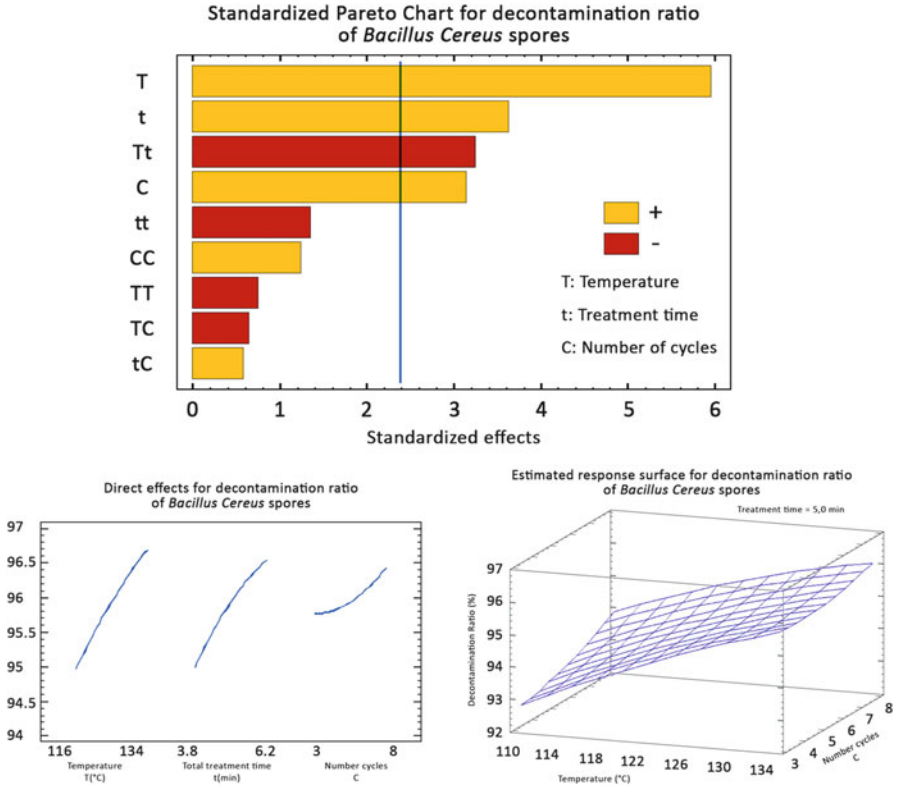 Standardized Pareto Chart for decontamination ratio
of Bacillus Cereus spores
T
t
Tt
C
tt
CC
TT
TC
tC
+
-
T: Temperature
t: Treatment time
C: Number of cycles
0 1 2 3 4 5 6
Standardized effects
Direct effects for decontamination ratio
of Bacillus Cereus spores
97
96.5
96
95.5
95
94.5
94
116 134 3.8 6.2 3 8
Temperature Total treatment time Number cycles
T(°C) t(min) C
Estimated response surface for decontamination ratio
of Bacillus Cereus spores
Treatment time = 5,0 min
Decontamination Ratio (%)
97
96
95
94
93
92
110 114 118 122 126 130 134
Temperature (°C)
3 4 5 6 7 8
Number cycles
C